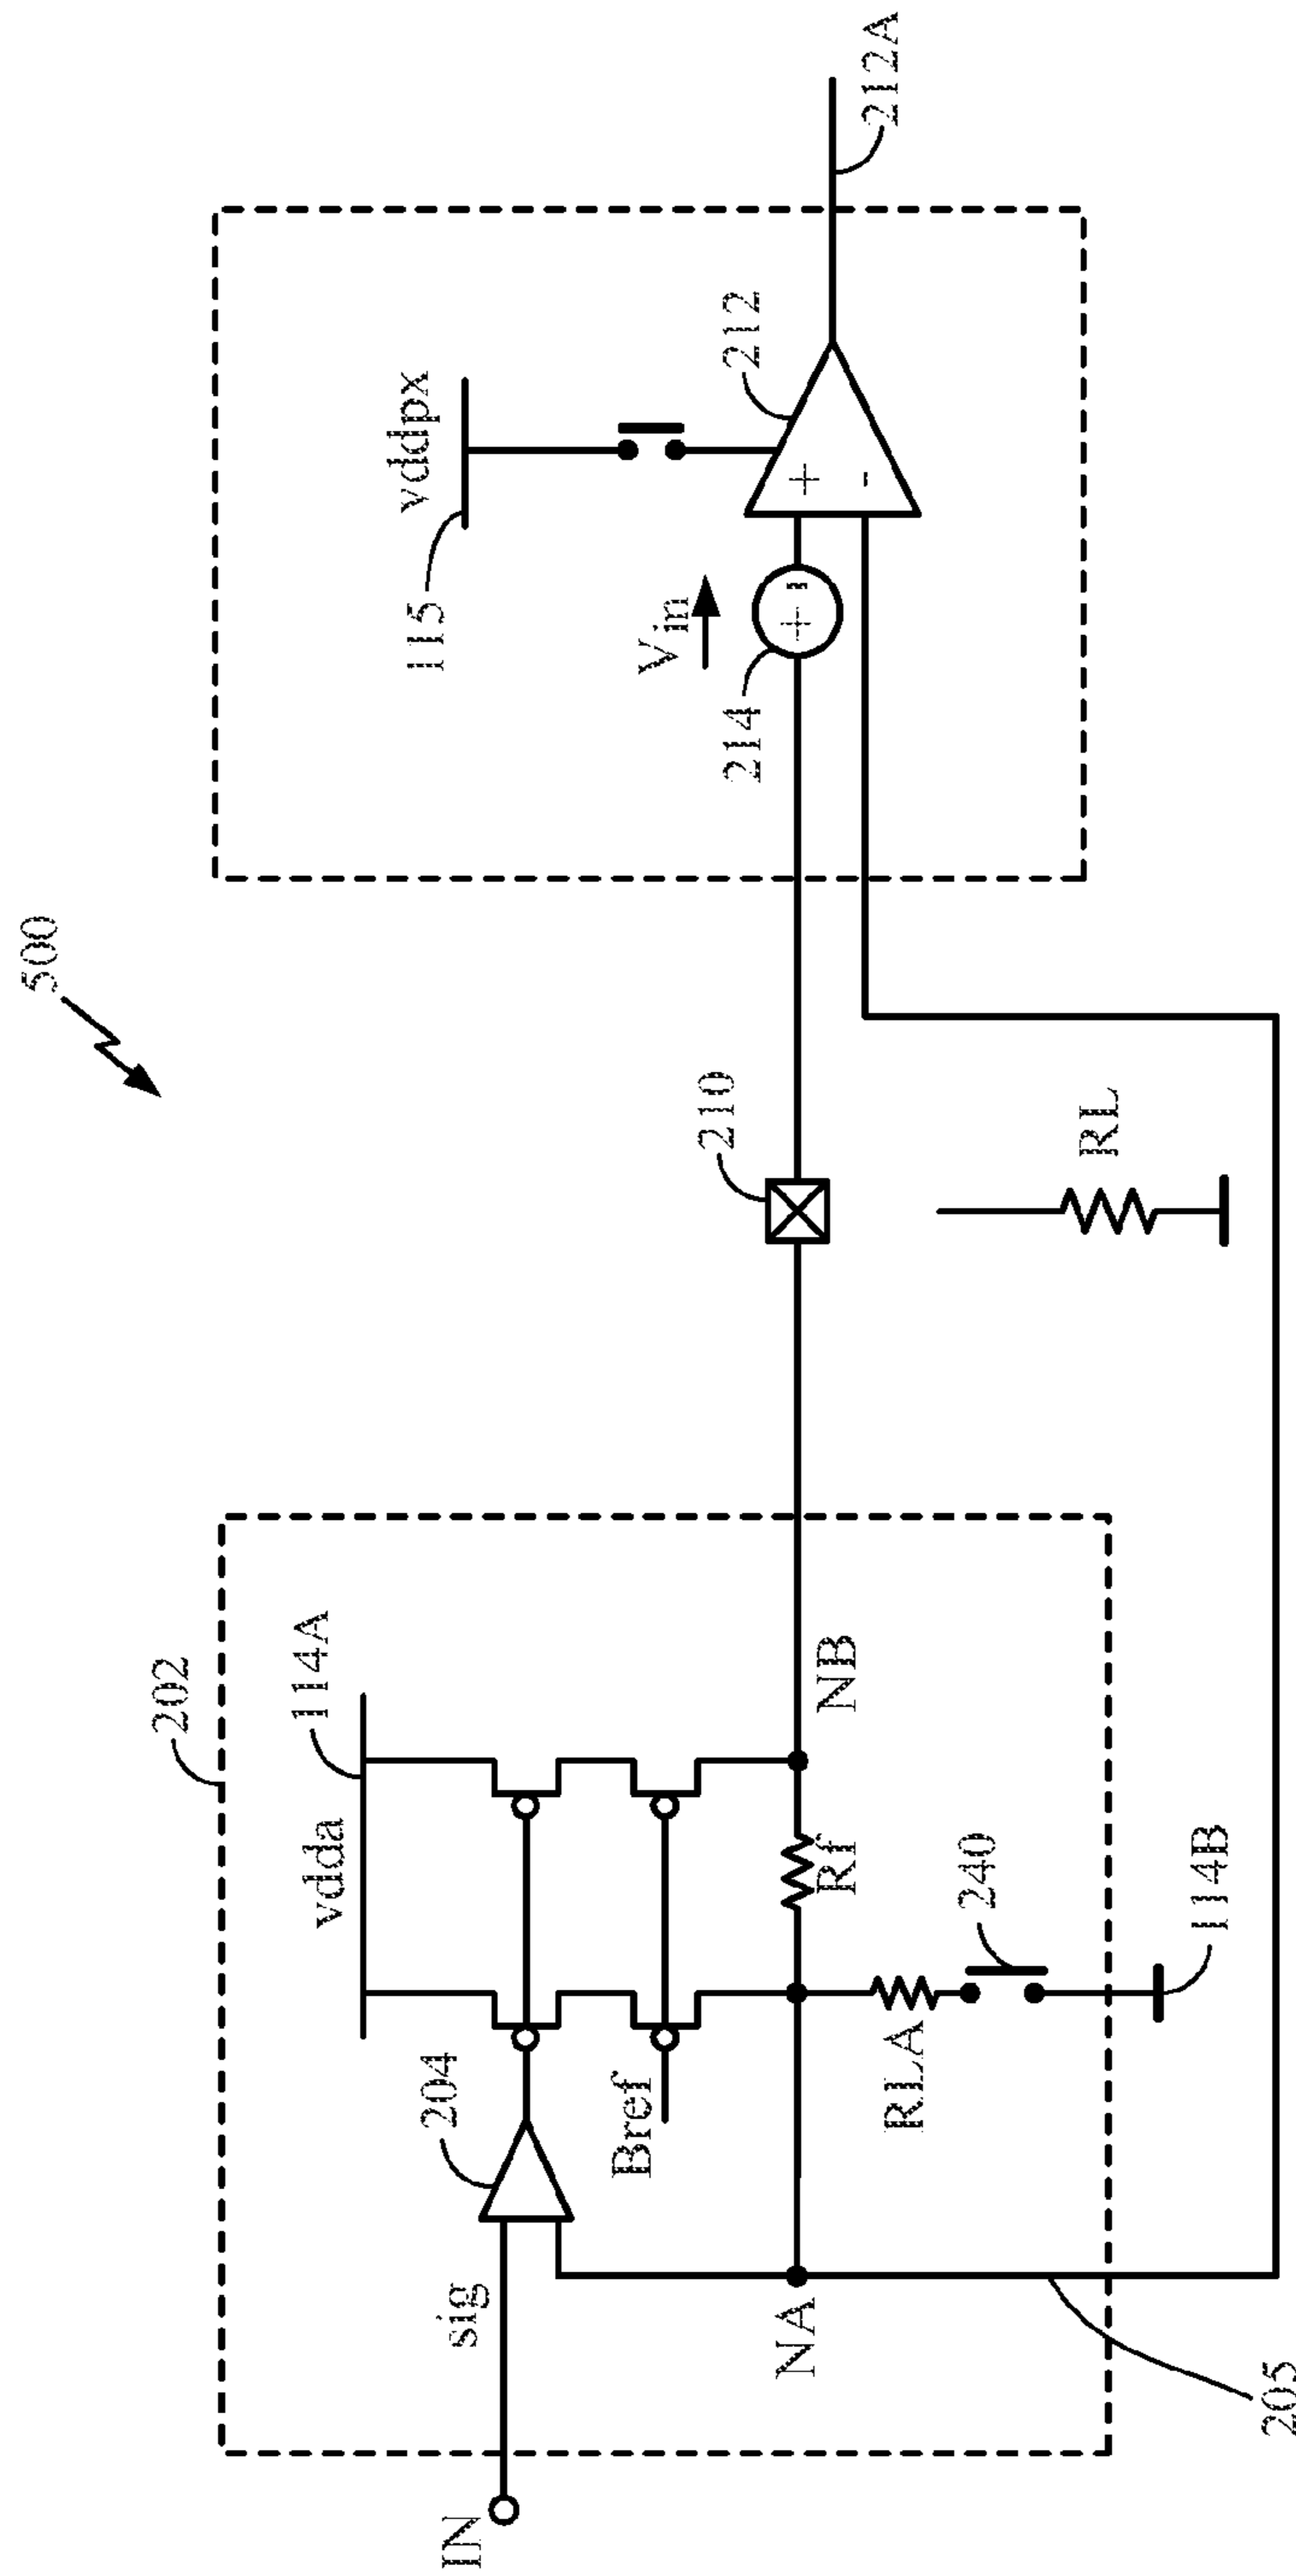 500
202
114A
vdda
204
sig
IN
Bref
NA
NB
Rf
RLA
240
114B
205
210
RL
vddpx
115
Vin
214
212
+
-
+
-
212A